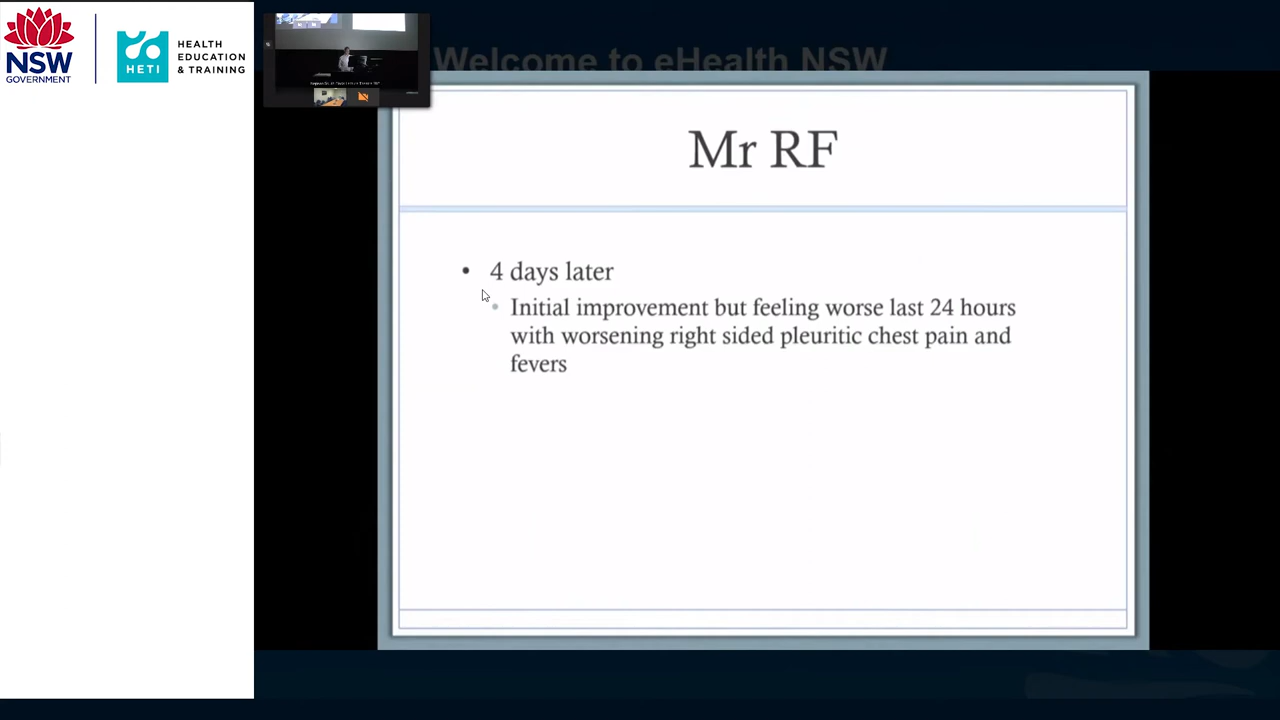 NSW
GOVERNMENT
HETI
HEALTH
EDUCATION
& TRAINING
Welcome to eHealth NSW
Mr RF
• 4 days later
• Initial improvement but feeling worse last 24 hours
with worsening right sided pleuritic chest pain and
fevers